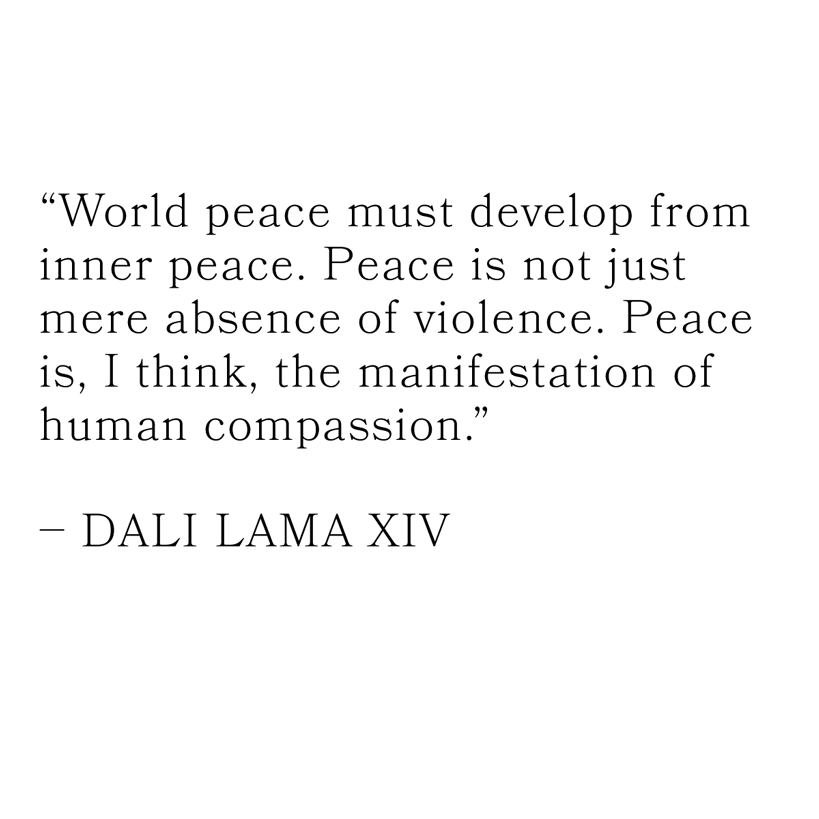 “World peace must develop from
inner peace. Peace is not just
mere absence of violence. Peace
is, I think, the manifestation of
human compassion.”
– DALI LAMA XIV